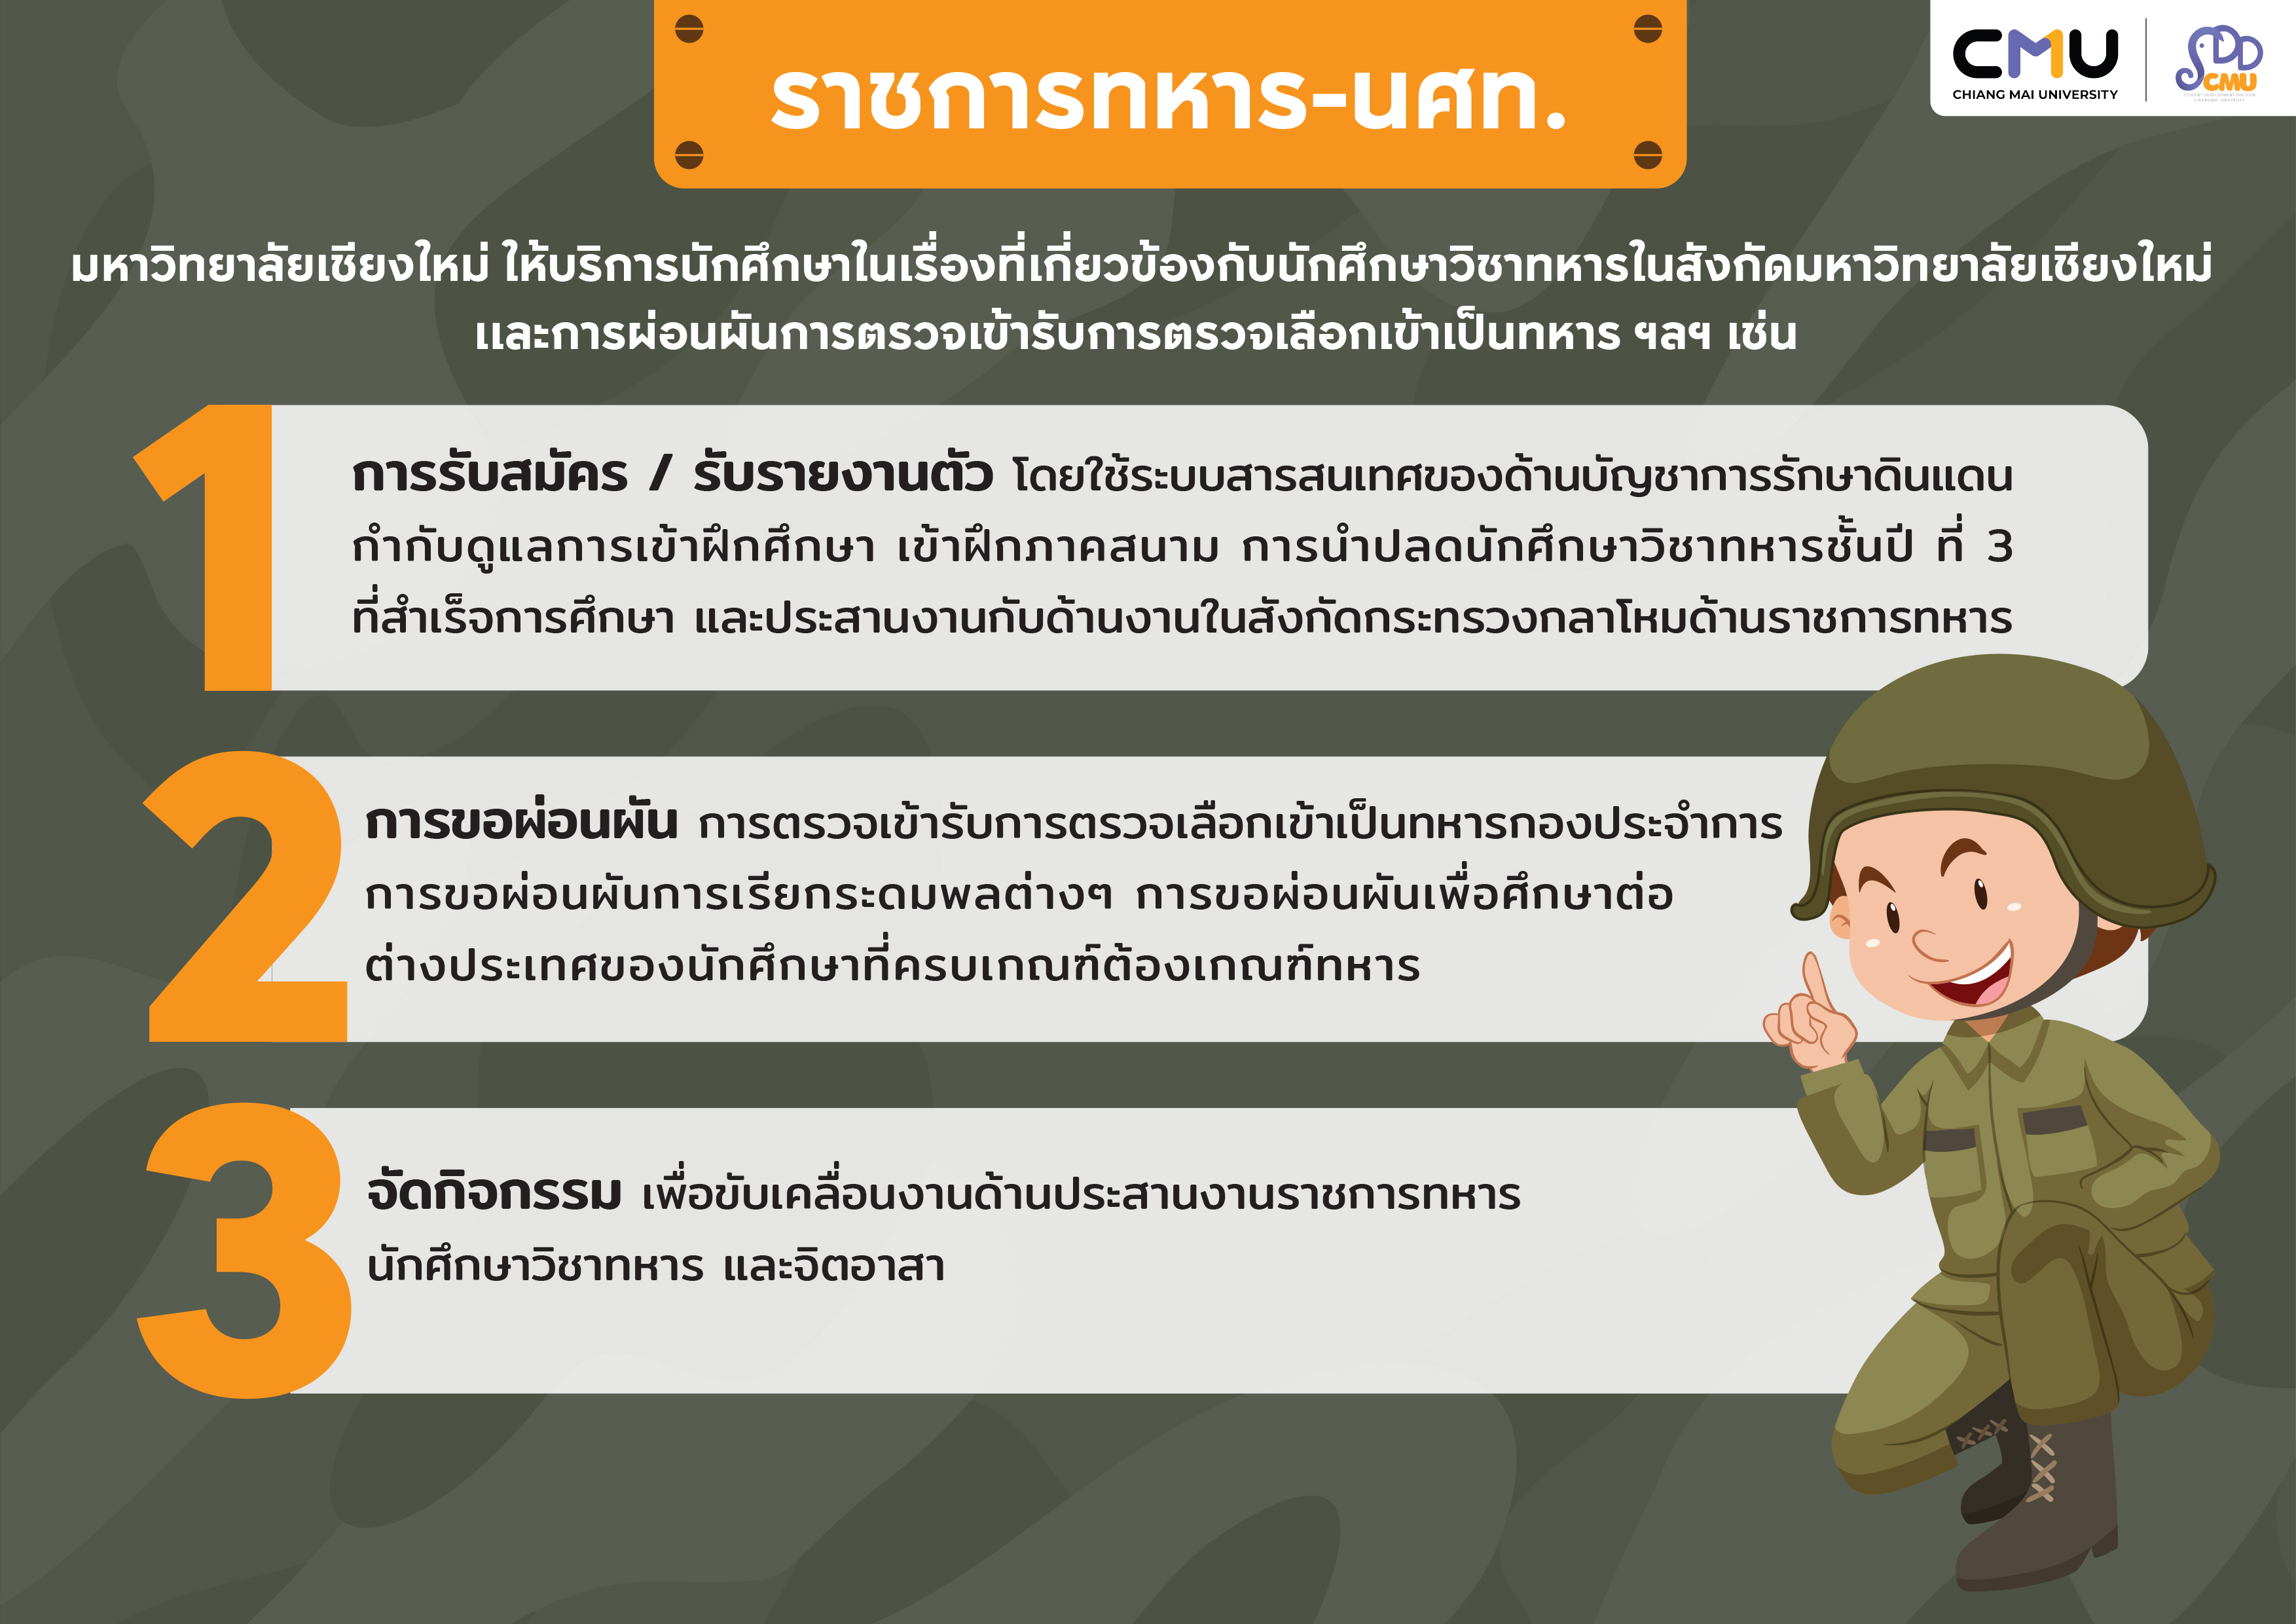 ราชการทหาร-นศท.
CMU
CHIANG MAI UNIVERSITY
SDD
CMU
STUDENT DEVELOPMENT DIVISION
CHIANGMAI UNIVERSITY
มหาวิทยาลัยเชียงใหม่ ให้บริการนักศึกษาในเรื่องที่เกี่ยวข้องกับนักศึกษาวิชาทหารในสังกัดมหาวิทยาลัยเชียงใหม่
และการผ่อนผันการตรวจเข้ารับการตรวจเลือกเข้าเป็นทหาร ฯลฯ เช่น
1
การรับสมัคร / รับรายงานตัว โดยใช้ระบบสารสนเทศของด้านบัญชาการรักษาดินแดน
กำกับดูแลการเข้าฝึกศึกษา เข้าฝึกภาคสนาม การนำปลดนักศึกษาวิชาทหารชั้นปี ที่ 3
ที่สำเร็จการศึกษา และประสานงานกับด้านงานในสังกัดกระทรวงกลาโหมด้านราชการทหาร
2
การขอผ่อนผัน การตรวจเข้ารับการตรวจเลือกเข้าเป็นทหารกองประจำการ
การขอผ่อนผันการเรียกระดมพลต่างๆ การขอผ่อนผันเพื่อศึกษาต่อ
ต่างประเทศของนักศึกษาที่ครบเกณฑ์ต้องเกณฑ์ทหาร
3
จัดกิจกรรม เพื่อขับเคลื่อนงานด้านประสานงานราชการทหาร
นักศึกษาวิชาทหาร และจิตอาสา